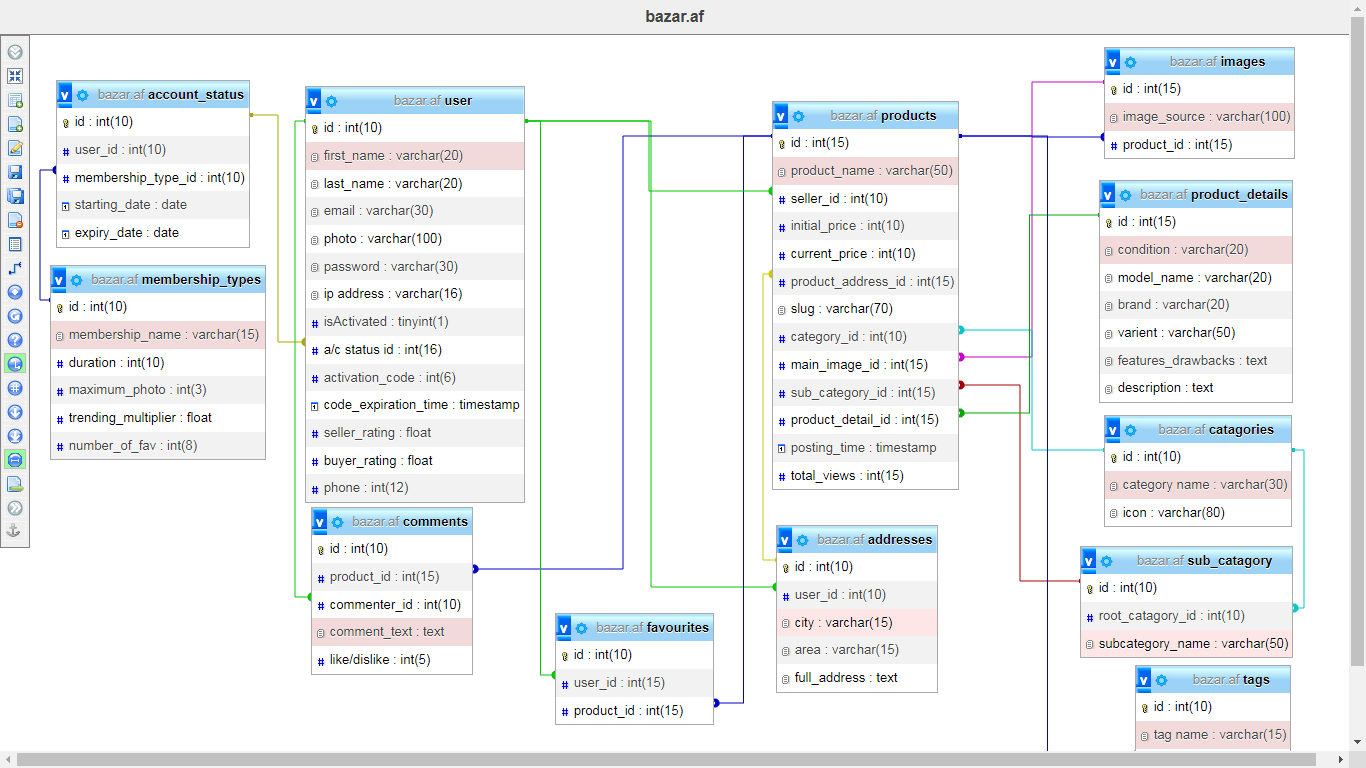 bazar.af
bazar.af account_status
id : int(10)
user_id : int(10)
membership_type_id : int(10)
starting_date : date
expiry_date : date
bazar.af membership_types
id : int(10)
membership_name : varchar(15)
duration : int(10)
maximum_photo : int(3)
trending_multiplier : float
number_of_fav : int(8)
bazar.af user
id : int(10)
first_name : varchar(20)
last_name : varchar(20)
email : varchar(30)
photo : varchar(100)
password : varchar(30)
ip address : varchar(16)
isActivated : tinyint(1)
a/c status id : int(16)
activation_code : int(6)
code_expiration_time : timestamp
seller_rating : float
buyer_rating : float
phone : int(12)
bazar.af comments
id : int(10)
product_id : int(15)
commenter_id : int(10)
comment_text : text
like/dislike : int(5)
bazar.af favourites
id : int(10)
user_id : int(15)
product_id : int(15)
bazar.af products
id : int(15)
product_name : varchar(50)
seller_id : int(10)
initial_price : int(10)
current_price : int(10)
product_address_id : int(15)
slug : varchar(70)
category_id : int(10)
main_image_id : int(15)
sub_category_id : int(15)
product_detail_id : int(15)
posting_time : timestamp
total_views : int(15)
bazar.af addresses
id : int(10)
user_id : int(10)
city : varchar(15)
area : varchar(15)
full_address : text
bazar.af images
id : int(15)
image_source : varchar(100)
product_id : int(15)
bazar.af product_details
id : int(15)
condition : varchar(20)
model_name : varchar(20)
brand : varchar(20)
varient : varchar(50)
features_drawbacks : text
description : text
bazar.af catagories
id : int(10)
category name : varchar(30)
icon : varchar(80)
bazar.af sub_catagory
id : int(10)
root_catagory_id : int(10)
subcategory_name : varchar(50)
bazar.af tags
id : int(10)
tag name : varchar(15)